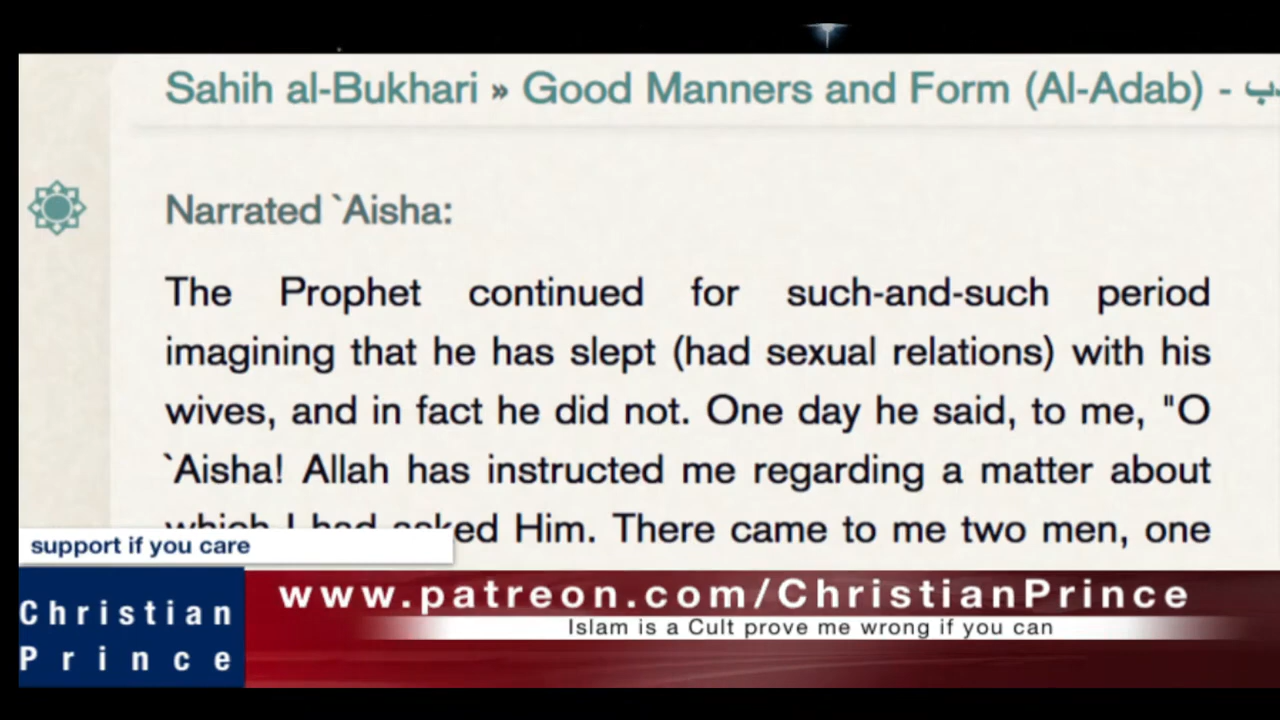 Sahih al-Bukhari » Good Manners and Form (Al-Adab) -
Narrated `Aisha:
The Prophet continued for such-and-such period
imagining that he has slept (had sexual relations) with his
wives, and in fact he did not. One day he said, to me, "O
`Aisha! Allah has instructed me regarding a matter about
which I had asked Him. There came to me two men, one
support if you care
Christian
Prince
www.patreon.com/ChristianPrince
Islam is a Cult prove me wrong if you can